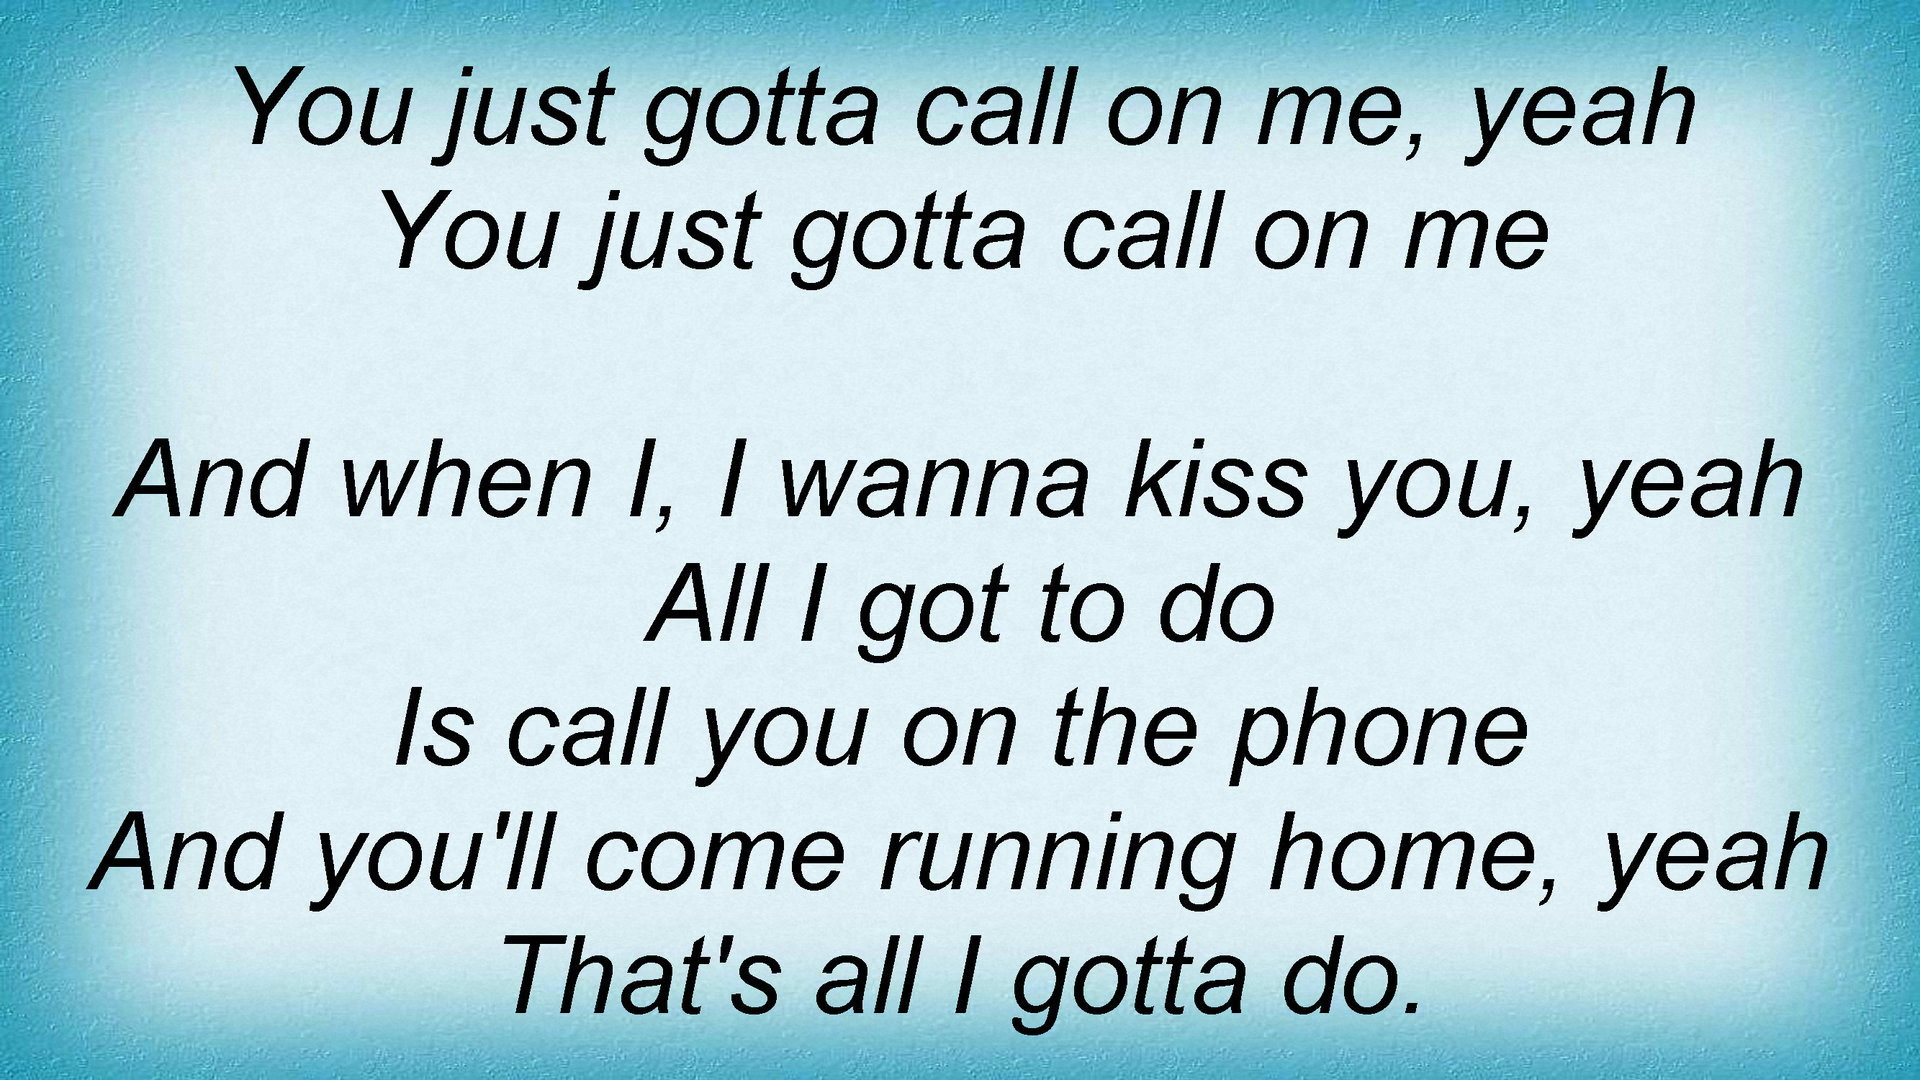 You just gotta call on me, yeah
You just gotta call on me
And when I, I wanna kiss you, yeah
All I got to do
Is call you on the phone
And you'll come running home, yeah
That's all I gotta do.